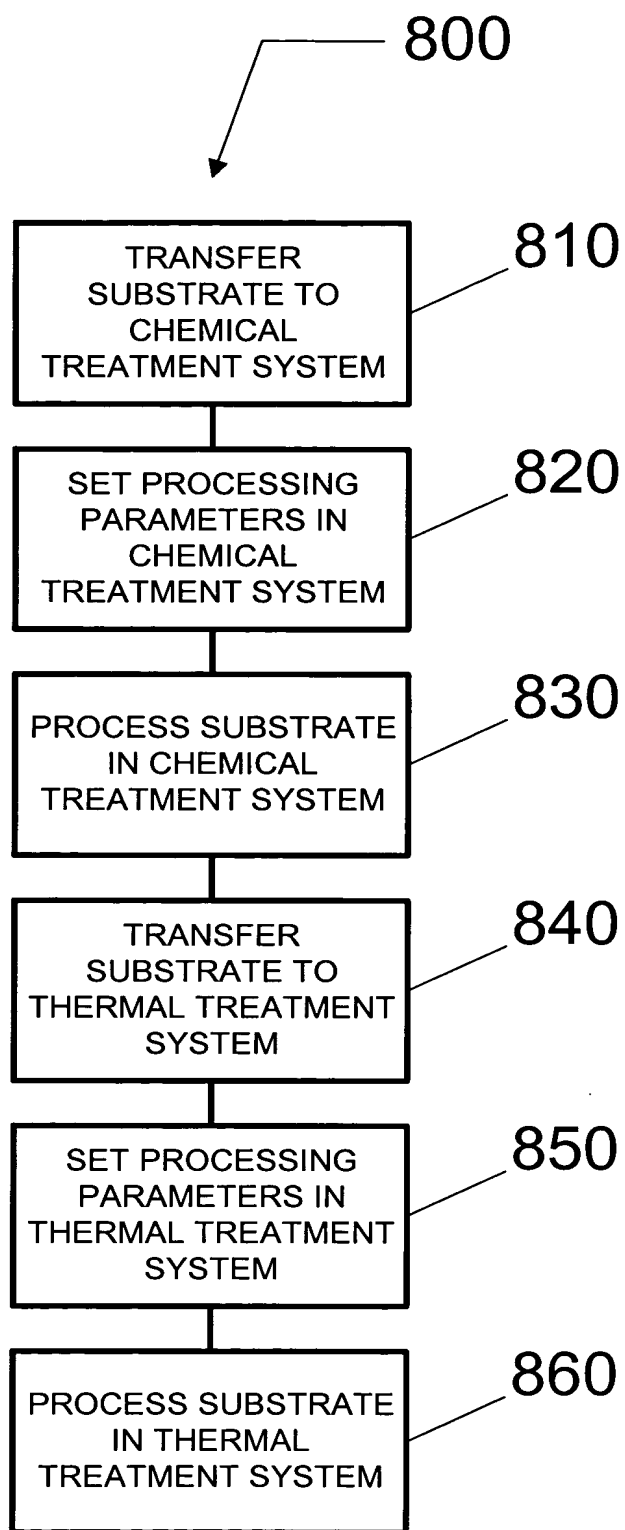 800
TRANSFER
SUBSTRATE TO
CHEMICAL
TREATMENT SYSTEM
810
SET PROCESSING
PARAMETERS IN
CHEMICAL
TREATMENT SYSTEM
820
PROCESS SUBSTRATE
IN CHEMICAL
TREATMENT SYSTEM
830
TRANSFER
SUBSTRATE TO
THERMAL TREATMENT
SYSTEM
840
SET PROCESSING
PARAMETERS IN
THERMAL TREATMENT
SYSTEM
850
PROCESS SUBSTRATE
IN THERMAL
TREATMENT SYSTEM
860